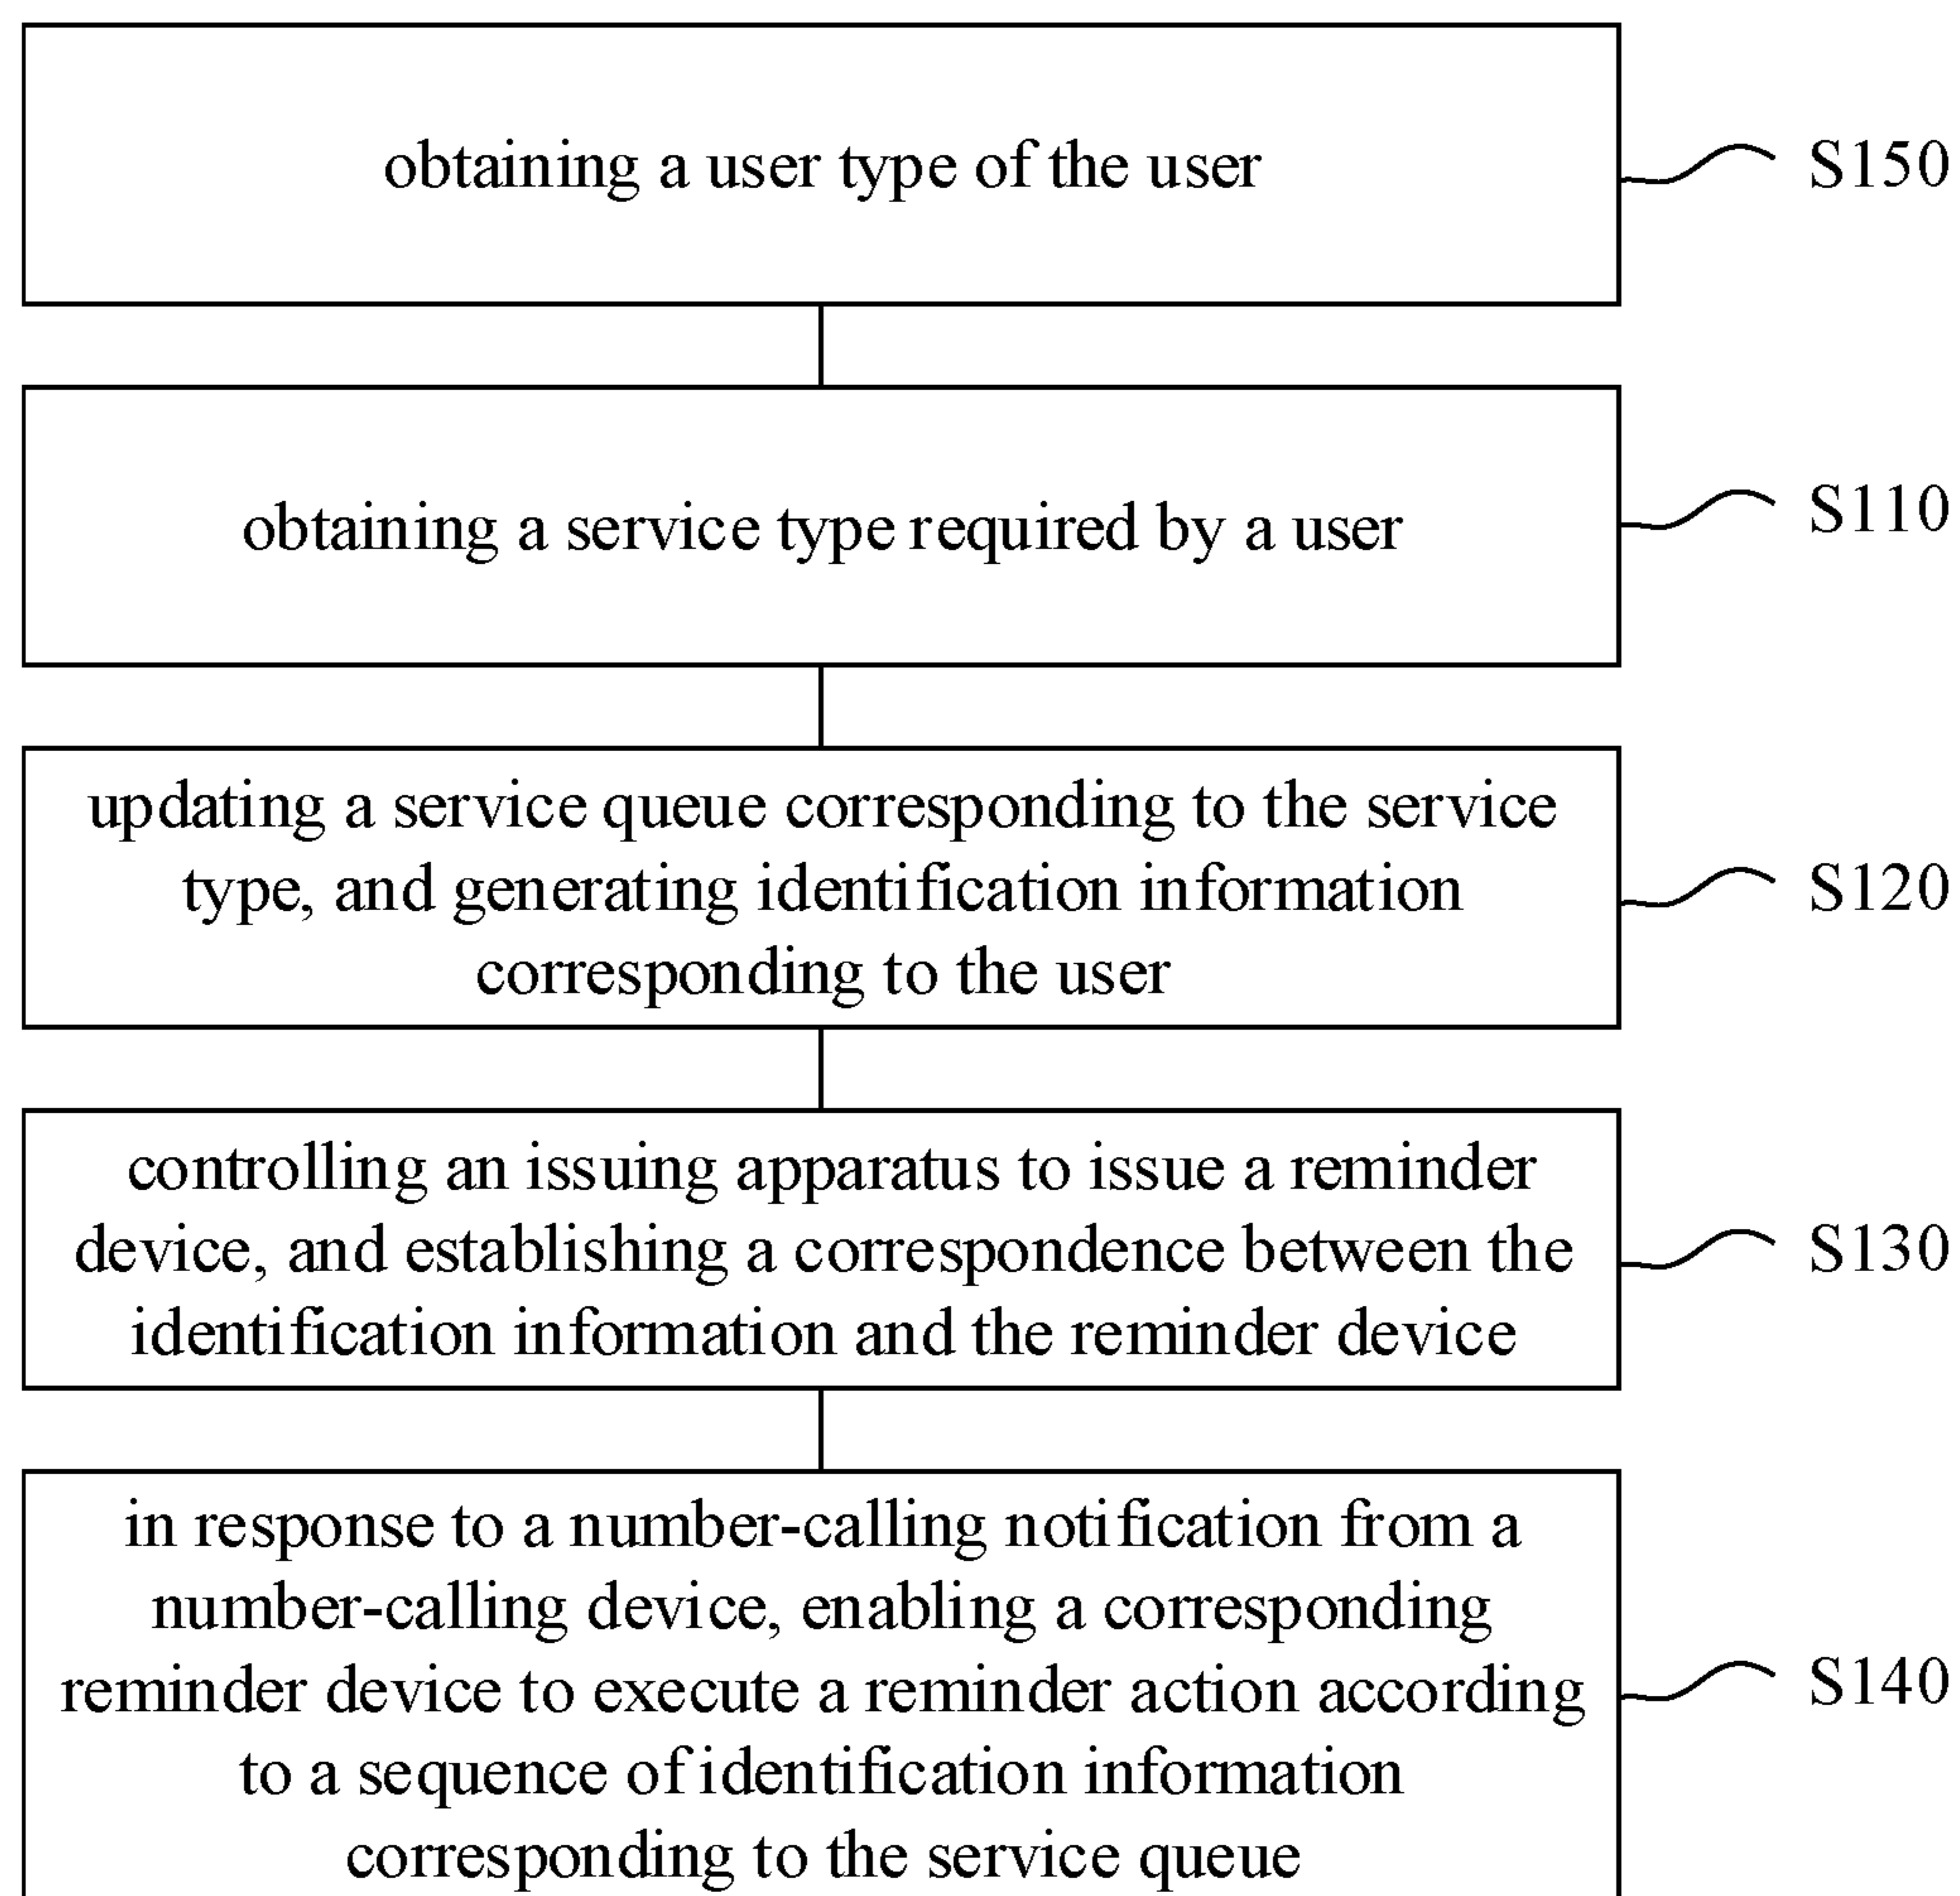 obtaining a user type of the user
S150
obtaining a service type required by a user
S110
updating a service queue corresponding to the service
type, and generating identification information
corresponding to the user
S120
controlling an issuing apparatus to issue a reminder
device, and establishing a correspondence between the
identification information and the reminder device
S130
in response to a number-calling notification from a
number-calling device, enabling a corresponding
reminder device to execute a reminder action according
to a sequence of identification information
corresponding to the service queue
S140